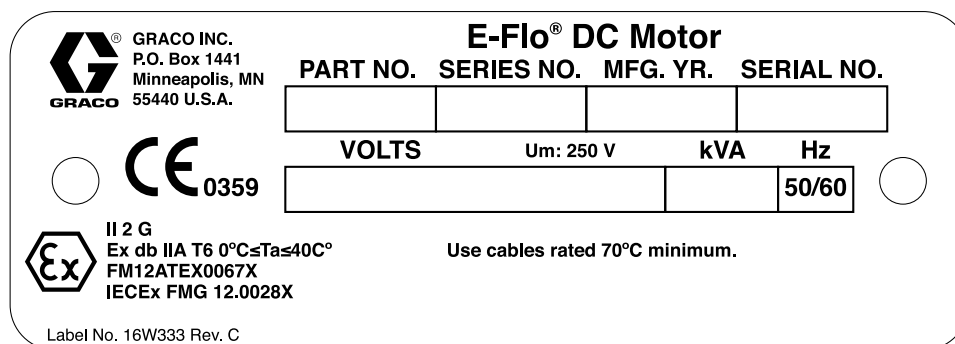 ® GRACO INC.
P.O. Box 1441
Minneapolis, MN
55440 U.S.A.
GRACO
E-Flo® DC Motor
PART NO. SERIES NO. MFG. YR. SERIAL NO.
VOLTS Um: 250 V kVA Hz
50/60
CE 0359
II 2 G
Ex db IIA T6 0°C≤Ta≤40C°
FM12ATEX0067X
IECEx FMG 12.0028X
Ex
Use cables rated 70°C minimum.
Label No. 16W333 Rev. C